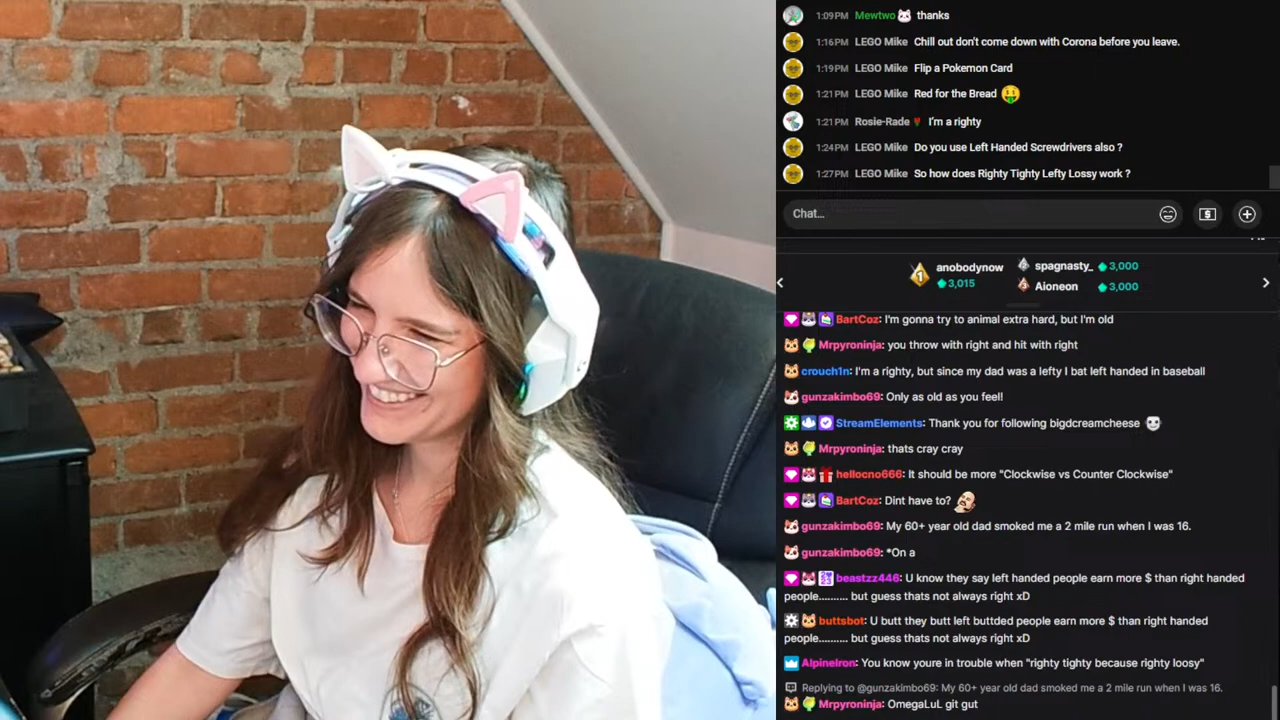 1:09PM Mewtwo thanks
1:16PM LEGO Mike Chill out don't come down with Corona before you leave.
1:19PM LEGO Mike Flip a Pokemon Card
1:21PM LEGO Mike Red for the Bread
1:21PM Rosie-Rade I'm a righty
1:24PM LEGO Mike Do you use Left Handed Screwdrivers also ?
1:27PM LEGO Mike So how does Righty Tighty Lefty Lossy work ?
Chat...
1 anobodynow 3,015
2 spagnasty_ 3,000
3 Aioneon 3,000
BartCoz: I'm gonna try to animal extra hard, but I'm old
Mrpyroninja: you throw with right and hit with right
crouch1n: I'm a righty, but since my dad was a lefty I bat left handed in baseball
gunzakimbo69: Only as old as you feel!
StreamElements: Thank you for following bigdcreamcheese
Mrpyroninja: thats cray cray
hellocno666: It should be more "Clockwise vs Counter Clockwise"
BartCoz: Dint have to?
gunzakimbo69: My 60+ year old dad smoked me a 2 mile run when I was 16.
gunzakimbo69: *On a
beastzz446: U know they say left handed people earn more $ than right handed
people.......... but guess thats not always right xD
buttsbot: U butt they butt left buttded people earn more $ than right handed
people.......... but guess thats not always right xD
AlpineIron: You know youre in trouble when "righty tighty because righty loosy"
Replying to @gunzakimbo69: My 60+ year old dad smoked me a 2 mile run when I was 16.
Mrpyroninja: OmegaLuL git gut